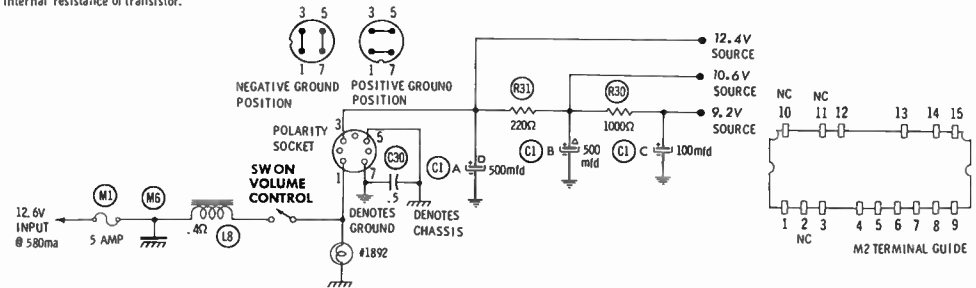 internal resistance of transistor.
3 5
1 7
NEGATIVE GROUND
POSITION
3 5
1 7
POSITIVE GROUND
POSITION
12.4V
SOURCE
10.6V
SOURCE
9.2V
SOURCE
R31
220Ω
R30
1000Ω
POLARITY
SOCKET
3
5
1
7
C30
.5
C1 A
500mfd
C1 B
500
mfd
C1 C
100mfd
SW ON
VOLUME
CONTROL
DENOTES
GROUND
DENOTES
CHASSIS
M1
M6
12.6V
INPUT
@ 580ma
5 AMP
.4Ω
L8
#1892
NC NC
10 11 12 13 14 15
1 2 3 4 5 6 7 8 9
NC
M2 TERMINAL GUIDE